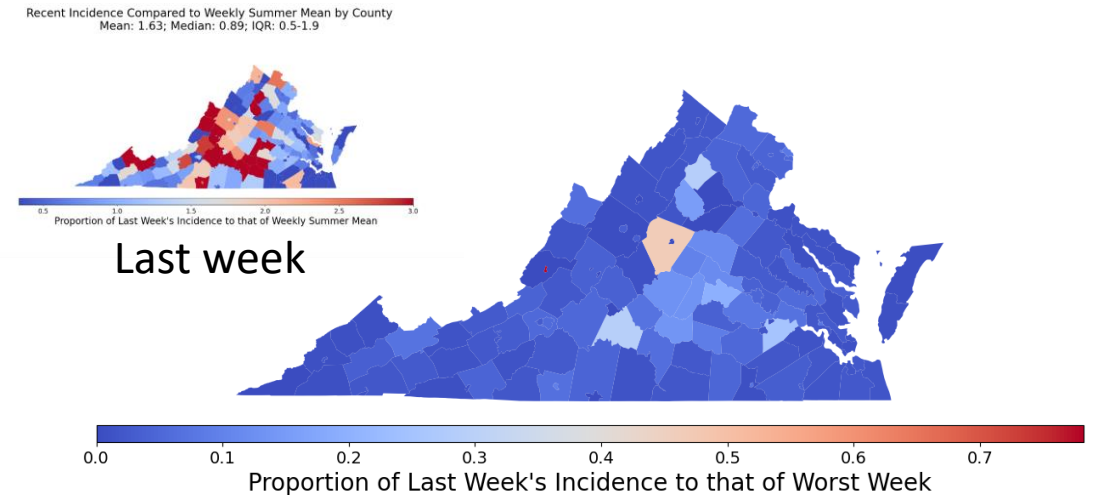 Recent Incidence Compared to Weekly Summer Mean by County
Mean: 1.63; Median: 0.89; IQR: 0.5-1.9
0.5 1.0 1.5 2.0 2.5 3.0
Proportion of Last Week's Incidence to that of Weekly Summer Mean
Last week
0.0 0.1 0.2 0.3 0.4 0.5 0.6 0.7
Proportion of Last Week's Incidence to that of Worst Week